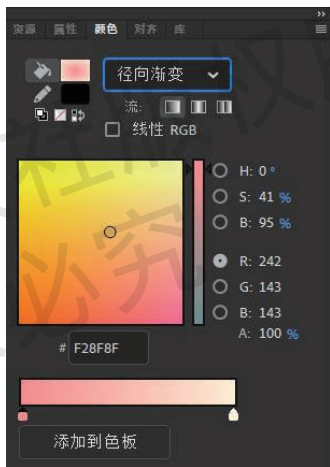 资源 属性 颜色 对齐 库
径向渐变
流:
线性 RGB
H: 0 °
S: 41 %
B: 95 %
R: 242
G: 143
B: 143
A: 100 %
# F28F8F
添加到色板